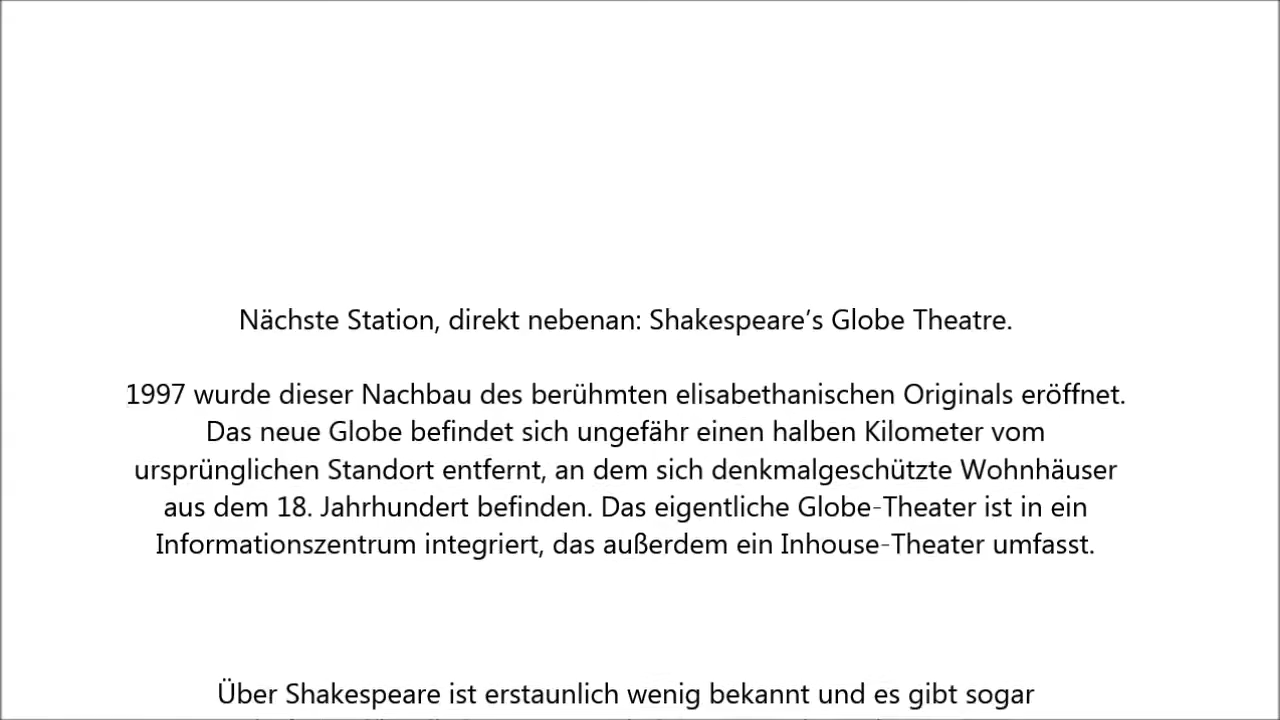 Nächste Station, direkt nebenan: Shakespeare’s Globe Theatre.
1997 wurde dieser Nachbau des berühmten elisabethanischen Originals eröffnet.
Das neue Globe befindet sich ungefähr einen halben Kilometer vom
ursprünglichen Standort entfernt, an dem sich denkmalgeschützte Wohnhäuser
aus dem 18. Jahrhundert befinden. Das eigentliche Globe-Theater ist in ein
Informationszentrum integriert, das außerdem ein Inhouse-Theater umfasst.
Über Shakespeare ist erstaunlich wenig bekannt und es gibt sogar